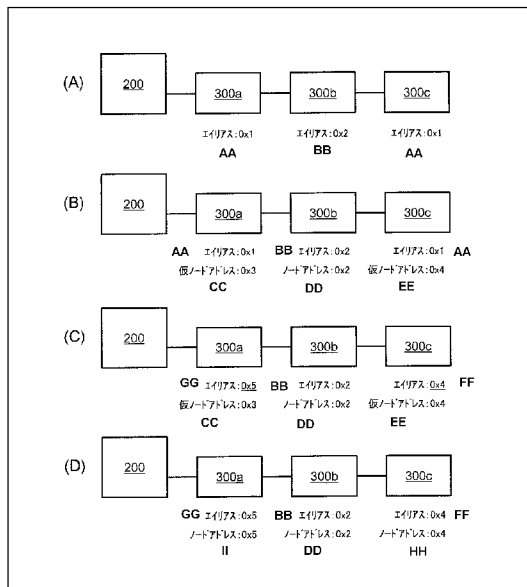 (A)
200
300a
300b
300c
エイリアス:0x1
エイリアス:0x2
エイリアス:0x1
AA
BB
AA
(B)
200
300a
300b
300c
AA エイリアス:0x1 BB エイリアス:0x2 エイリアス:0x1 AA
仮ノードアドレス:0x3 ノードアドレス:0x2 仮ノードアドレス:0x4
CC
DD
EE
(C)
200
300a
300b
300c
GG エイリアス:0x5 BB エイリアス:0x2 エイリアス:0x4 FF
仮ノードアドレス:0x3 ノードアドレス:0x2 仮ノードアドレス:0x4
CC
DD
EE
(D)
200
300a
300b
300c
GG エイリアス:0x5 BB エイリアス:0x2 エイリアス:0x4 FF
ノードアドレス:0x5 ノードアドレス:0x2 ノードアドレス:0x4
II
DD
HH